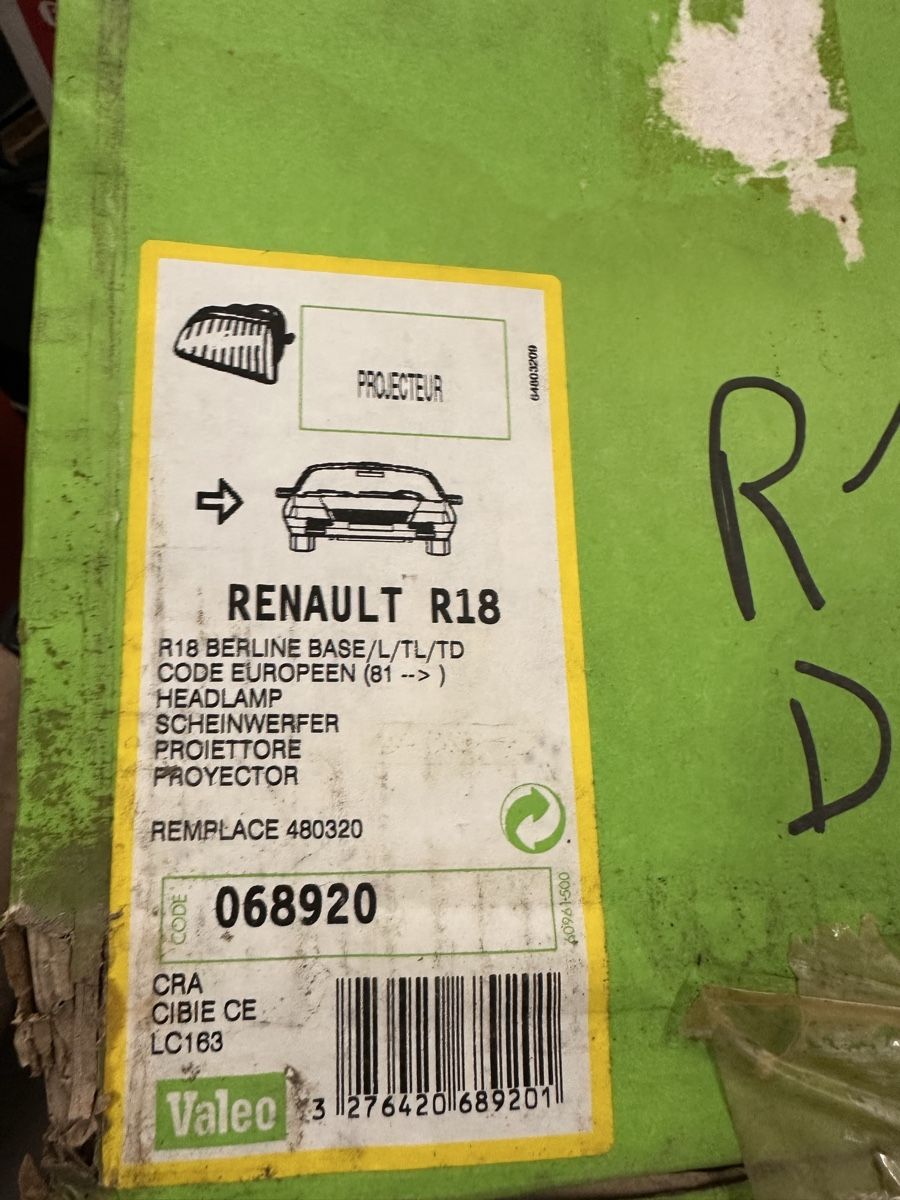 PROJECTEUR
64803200
RENAULT R18
R18 BERLINE BASE/L/TL/TD
CODE EUROPEEN (81 --> )
HEADLAMP
SCHEINWERFER
PROIETTORE
PROYECTOR
REMPLACE 480320
CODE
068920
60961-500
CRA
CIBIE CE
LC163
Valeo
3 276420 689201
R
D